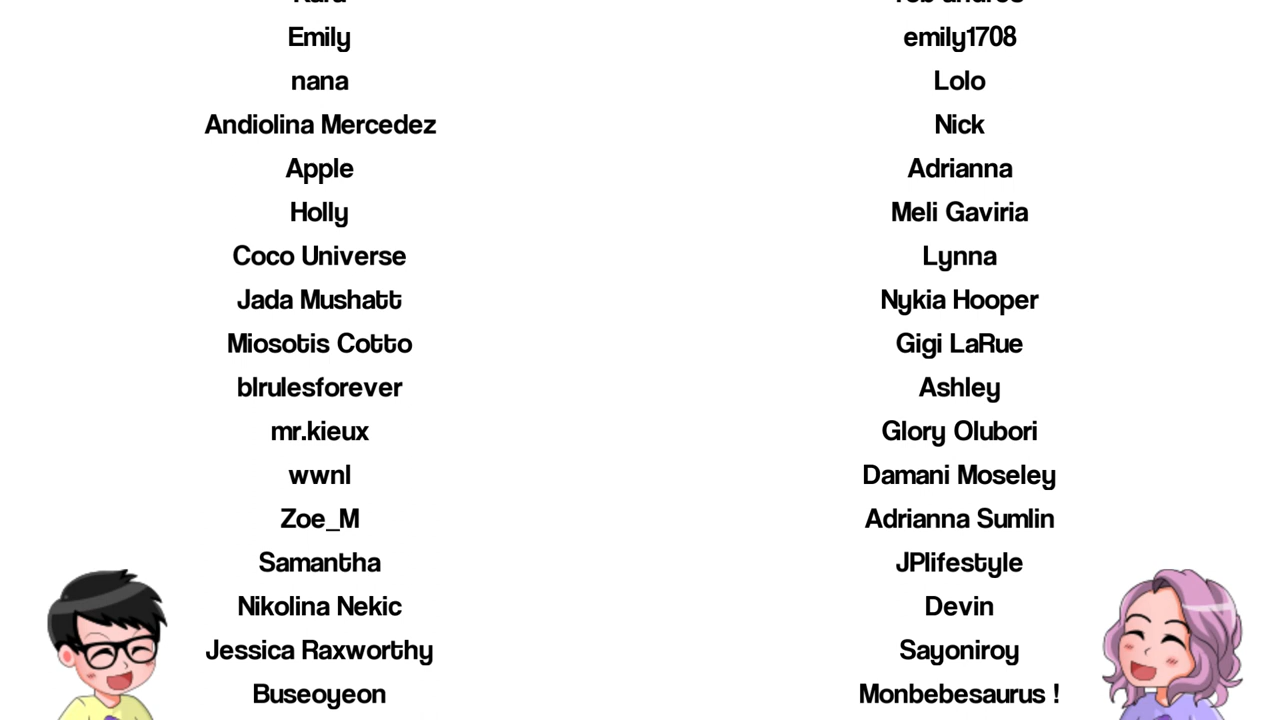 Emily
nana
Andiolina Mercedez
Apple
Holly
Coco Universe
Jada Mushatt
Miosotis Cotto
blrulesforever
mr.kieux
wwnl
Zoe_M
Samantha
Nikolina Nekic
Jessica Raxworthy
Buseoyeon
emily1708
Lolo
Nick
Adrianna
Meli Gaviria
Lynna
Nykia Hooper
Gigi LaRue
Ashley
Glory Olubori
Damani Moseley
Adrianna Sumlin
JPlifestyle
Devin
Sayoniroy
Monbebesaurus !